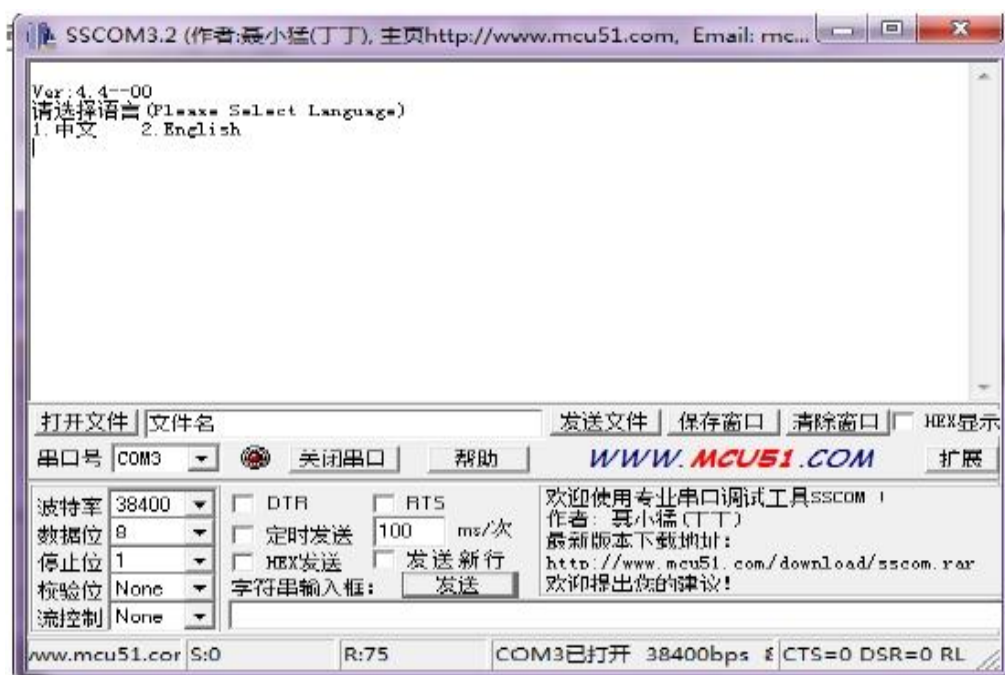 SSCOM3.2 (作者:聂小猛(丁丁), 主页http://www.mcu51.com, Email: mc...
Ver:4.4--00
请选择语言(Please Select Language)
1.中文 2.English
打开文件 文件名 发送文件 保存窗口 清除窗口 HEX显示
串口号 COM3 关闭串口 帮助 WWW.MCU51.COM 扩展
波特率 38400 DTR RTS
数据位 8 定时发送 100 ms/次
停止位 1 HEX发送 发送新行
校验位 None 字符串输入框: 发送
流控制 None
欢迎使用专业串口调试工具SSCOM !
作者: 聂小猛(丁丁)
最新版本下载地址:
http://www.mcu51.com/download/sscom.rar
欢迎提出您的建议!
www.mcu51.cor S:0 R:75 COM3已打开 38400bps CTS=0 DSR=0 RL